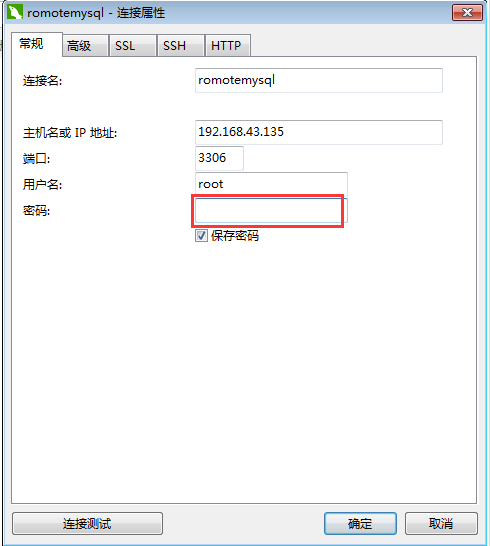 romotemysql - 连接属性
常规 高级 SSL SSH HTTP
连接名: romotemysql
主机名或 IP 地址: 192.168.43.135
端口: 3306
用户名: root
密码:
保存密码
连接测试 确定 取消